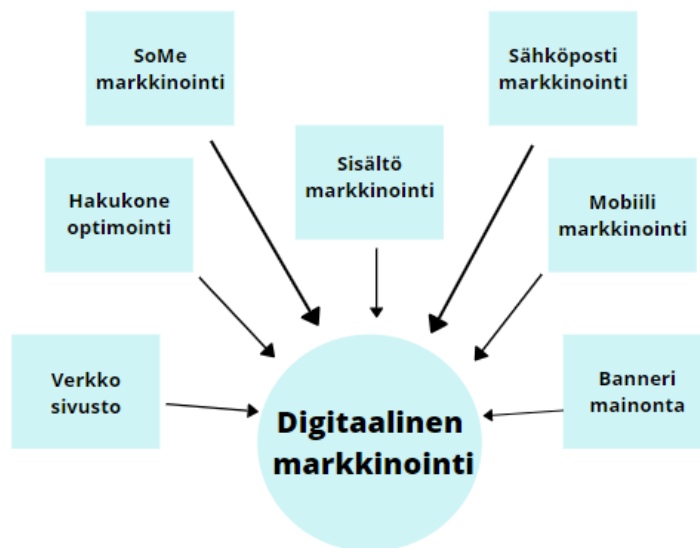 SoMe
markkinointi
Sähköposti
markkinointi
Sisältö
markkinointi
Hakukone
optimointi
Mobiili
markkinointi
Verkko
sivusto
Banneri
mainonta
Digitaalinen
markkinointi